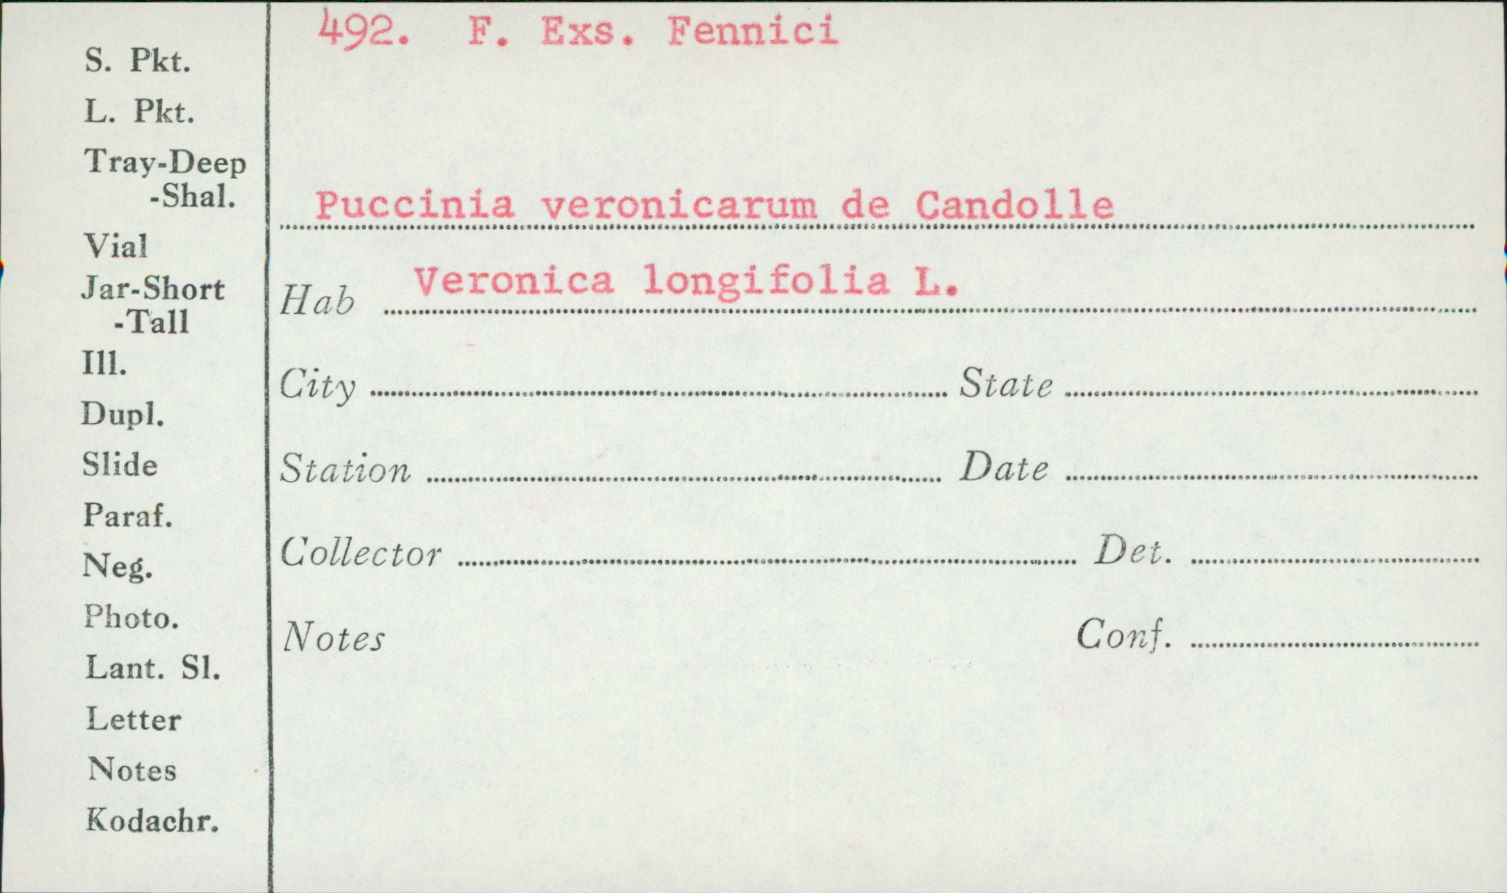 492. F. Exs. Fennici
S. Pkt.
L. Pkt.
Tray-Deep
-Shal.
Vial
Jar-Short
-Tall
Ill.
Dupl.
Slide
Paraf.
Neg.
Photo.
Lant. Sl.
Letter
Notes
Kodachr.
Puccinia veronicarum de Candolle
Hab Veronica longifolia L.
City State
Station Date
Collector Det.
Notes Conf.